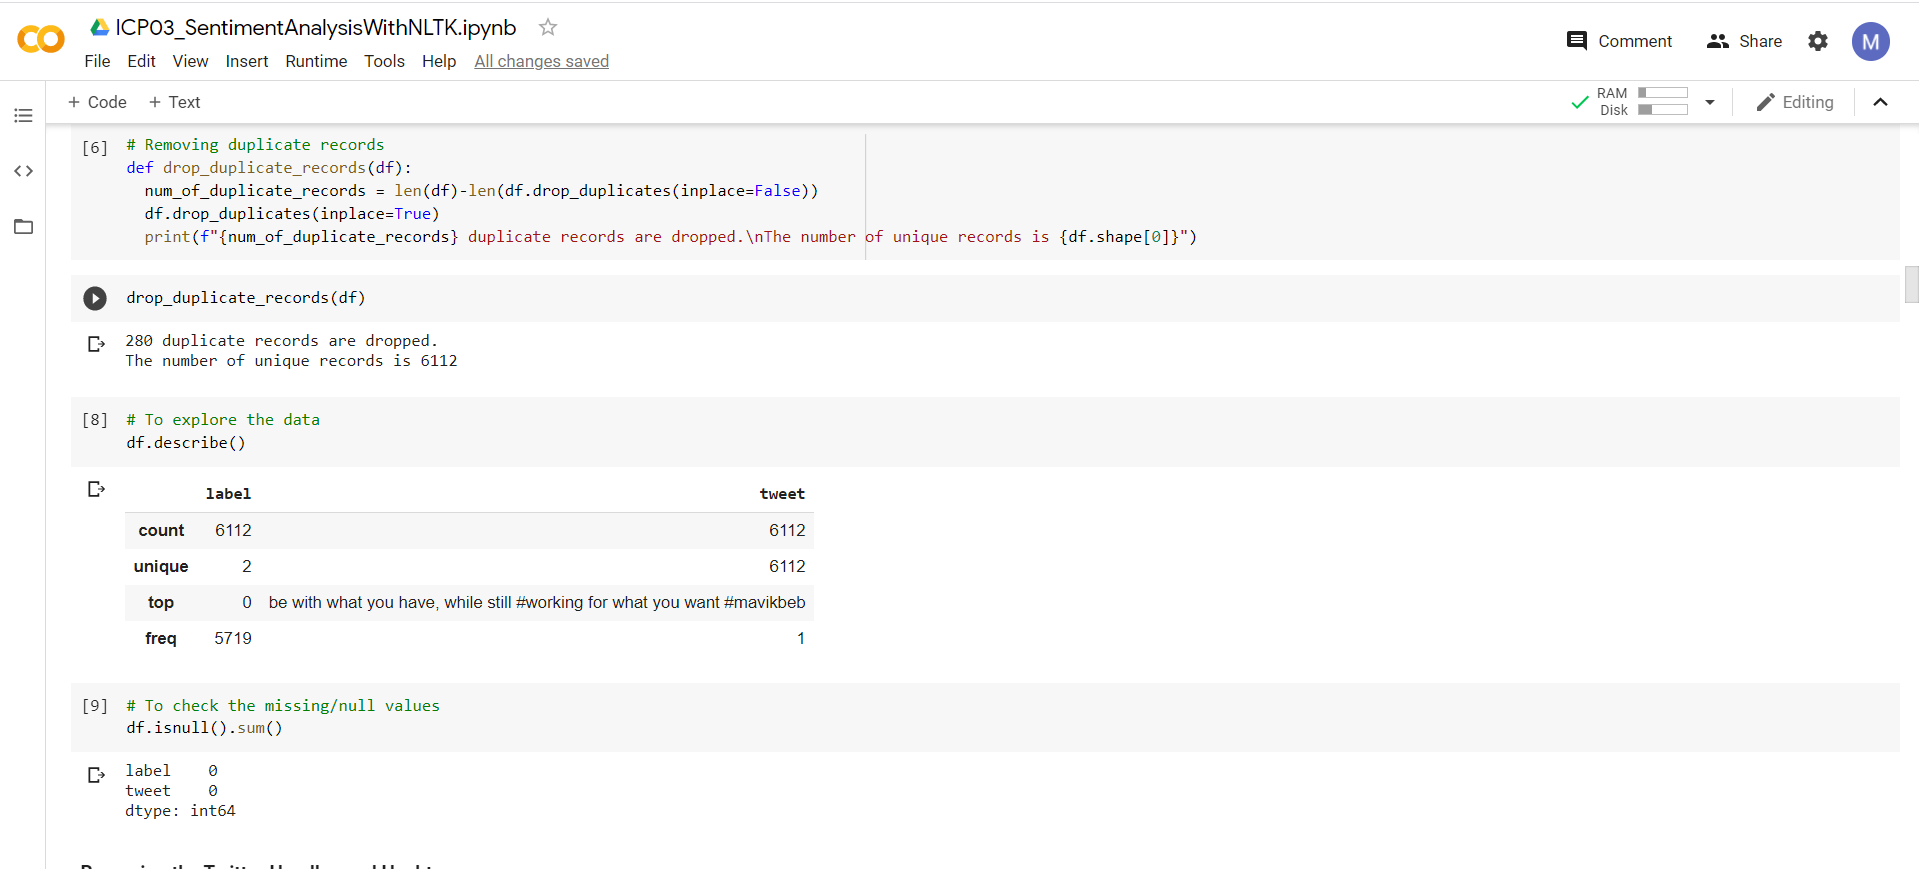 ICP03_SentimentAnalysisWithNLTK.ipynb
Comment
Share
M
File Edit View Insert Runtime Tools Help All changes saved
+ Code + Text
RAM
Disk
Editing
[6] # Removing duplicate records
def drop_duplicate_records(df):
num_of_duplicate_records = len(df)-len(df.drop_duplicates(inplace=False))
df.drop_duplicates(inplace=True)
print(f"{num_of_duplicate_records} duplicate records are dropped.\nThe number of unique records is {df.shape[0]}")
drop_duplicate_records(df)
280 duplicate records are dropped.
The number of unique records is 6112
[8] # To explore the data
df.describe()
label tweet
count 6112 6112
unique 2 6112
top 0 be with what you have, while still #working for what you want #mavikbeb
freq 5719 1
[9] # To check the missing/null values
df.isnull().sum()
label 0
tweet 0
dtype: int64